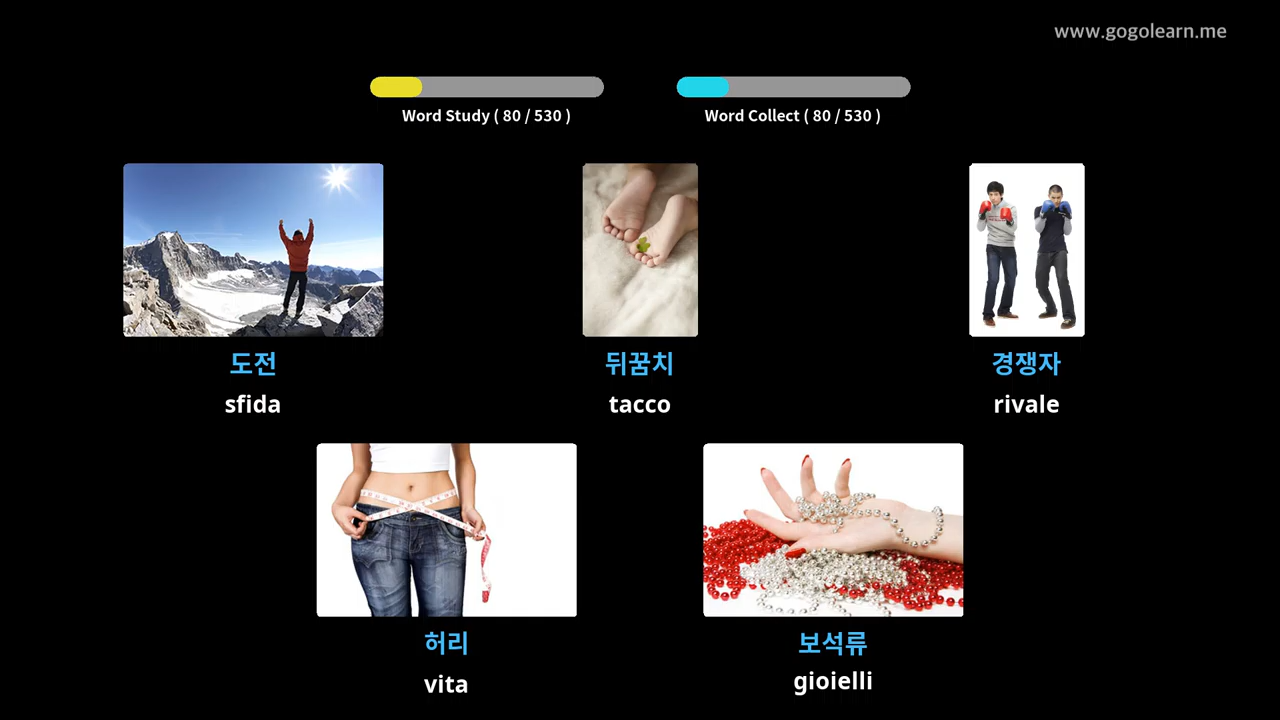 www.gogolearn.me
Word Study ( 80 / 530 )
Word Collect ( 80 / 530 )
도전
뒤꿈치
경쟁자
sfida
tacco
rivale
허리
보석류
vita
gioielli